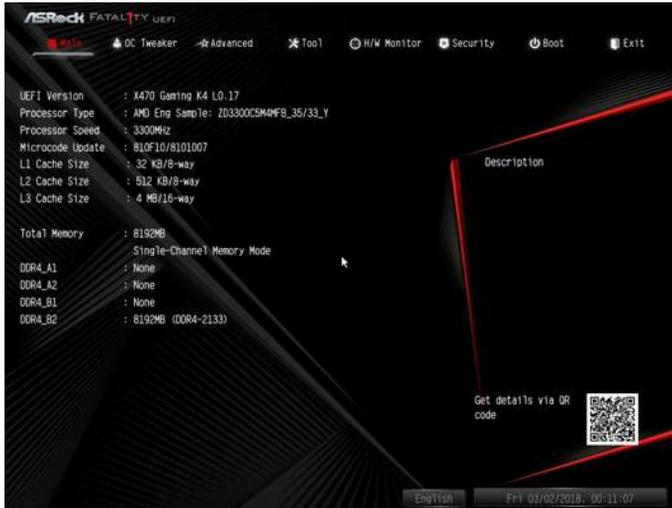 ASRock FATAL1TY UEFI
Main OC Tweaker Advanced Tool H/W Monitor Security Boot Exit
UEFI Version : X470 Gaming K4 L0.17
Processor Type : AMD Eng Sample: ZD3300C5M4MFB_35/33_Y
Processor Speed : 3300MHz
Microcode Update : 810F10/8101007
L1 Cache Size : 32 KB/8-way
L2 Cache Size : 512 KB/8-way
L3 Cache Size : 4 MB/16-way
Description
Total Memory : 8192MB
Single-Channel Memory Mode
DDR4_A1 : None
DDR4_A2 : None
DDR4_B1 : None
DDR4_B2 : 8192MB (DDR4-2133)
Get details via QR
code
English Fri 03/02/2018, 00:11:07